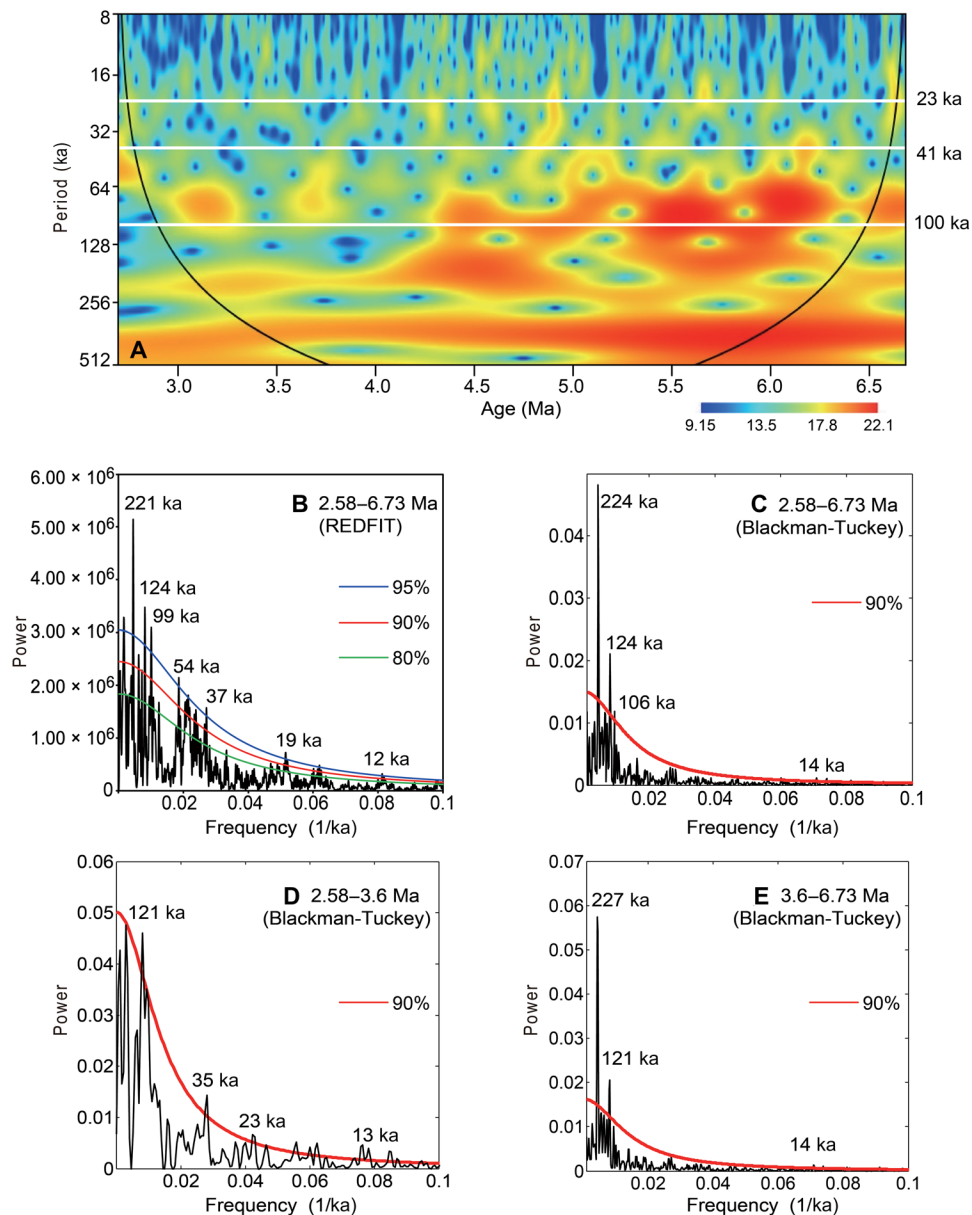 8
16
32
64
128
256
512
Period (ka)
23 ka
41 ka
100 ka
A
3.0 3.5 4.0 4.5 5.0 5.5 6.0 6.5
Age (Ma)
9.15 13.5 17.8 22.1
6.00 × 10⁶
5.00 × 10⁶
4.00 × 10⁶
3.00 × 10⁶
2.00 × 10⁶
1.00 × 10⁶
0
Power
B 2.58–6.73 Ma
(REDFIT)
221 ka
124 ka
99 ka
54 ka
37 ka
19 ka
12 ka
95%
90%
80%
0.02 0.04 0.06 0.08 0.1
Frequency (1/ka)
0.04
0.03
0.02
0.01
0
Power
C 2.58–6.73 Ma
(Blackman-Tuckey)
224 ka
124 ka
106 ka
14 ka
90%
0.02 0.04 0.06 0.08 0.1
Frequency (1/ka)
0.06
0.05
0.04
0.03
0.02
0.01
0
Power
D 2.58–3.6 Ma
(Blackman-Tuckey)
121 ka
35 ka
23 ka
13 ka
90%
0.02 0.04 0.06 0.08 0.1
Frequency (1/ka)
0.07
0.06
0.05
0.04
0.03
0.02
0.01
0
Power
E 3.6–6.73 Ma
(Blackman-Tuckey)
227 ka
121 ka
14 ka
90%
0.02 0.04 0.06 0.08 0.1
Frequency (1/ka)